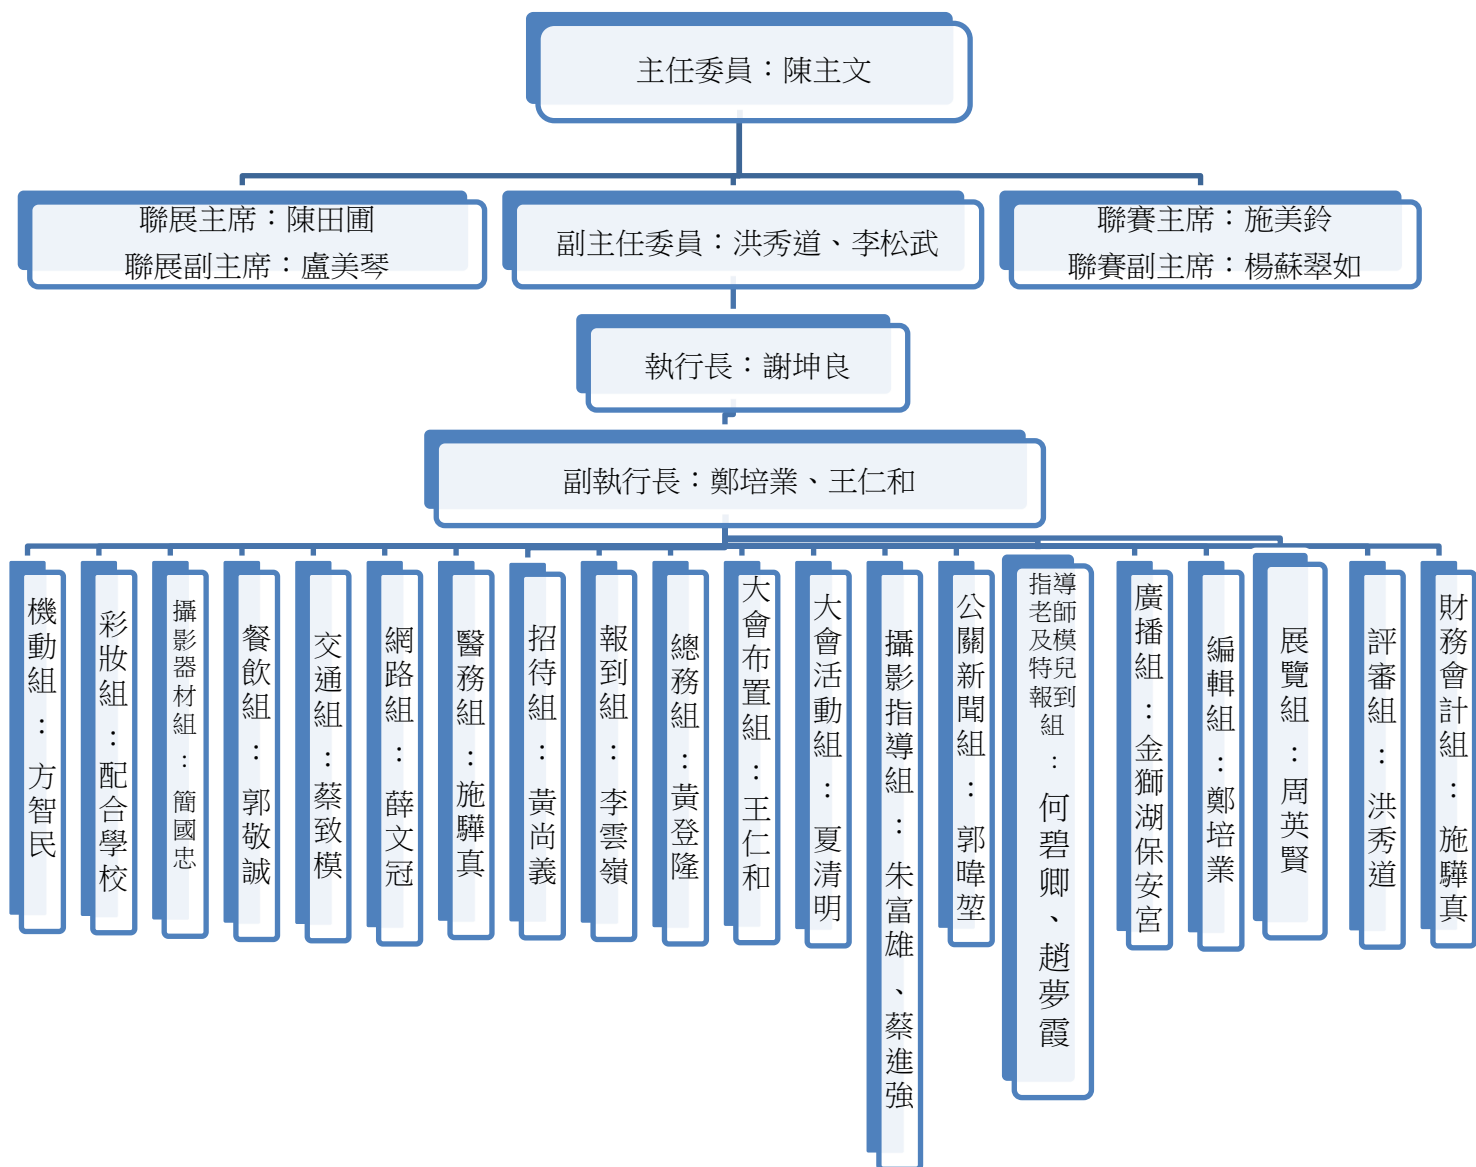 主任委員：陳主文
聯展主席：陳田圃
聯展副主席：盧美琴
副主任委員：洪秀道、李松武
聯賽主席：施美鈴
聯賽副主席：楊蘇翠如
執行長：謝坤良
副執行長：鄭培業、王仁和
機動組：方智民
彩妝組：配合學校
攝影器材組：簡國忠
餐飲組：郭敬誠
交通組：蔡致模
網路組：薛文冠
醫務組：施驊真
招待組：黃尚義
報到組：李雲嶺
總務組：黃登隆
大會布置組：王仁和
大會活動組：夏清明
攝影指導組：朱富雄、蔡進強
公關新聞組：郭暐堃
指導老師及模特兒報到組：何碧卿、趙夢霞
廣播組：金獅湖保安宮
編輯組：鄭培業
展覽組：周英賢
評審組：洪秀道
財務會計組：施驊真